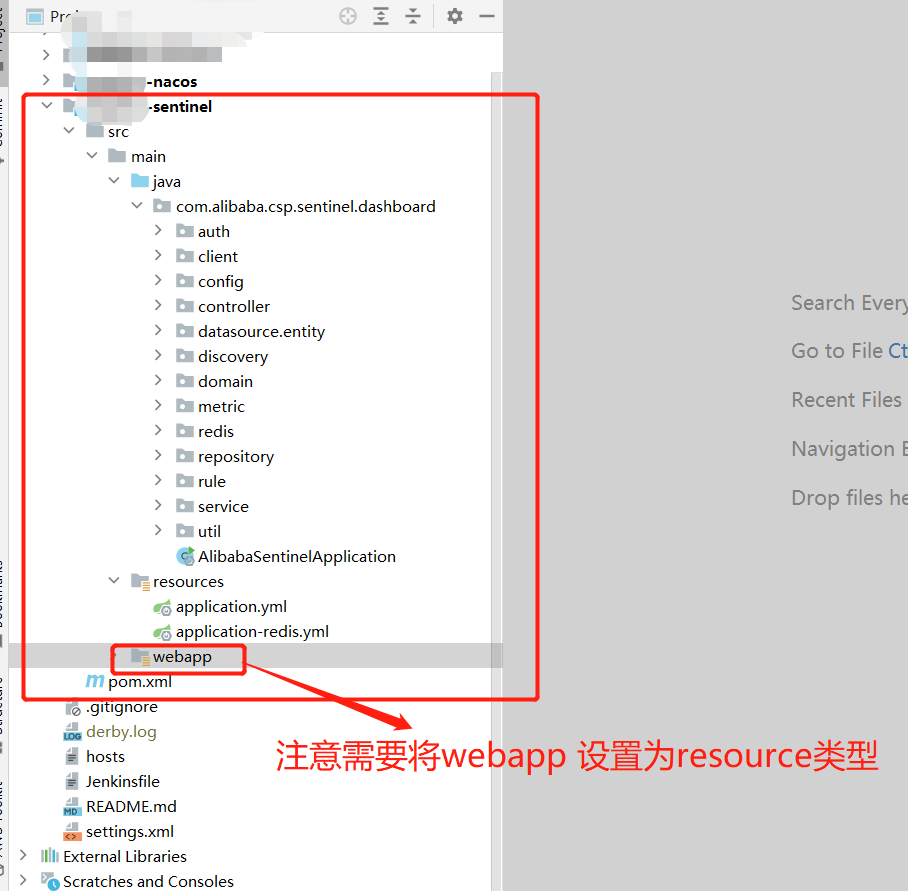 -nacos
-sentinel
src
main
java
com.alibaba.csp.sentinel.dashboard
auth
client
config
controller
datasource.entity
discovery
domain
metric
redis
repository
rule
service
util
AlibabaSentinelApplication
resources
application.yml
application-redis.yml
webapp
pom.xml
.gitignore
derby.log
hosts
Jenkinsfile
README.md
settings.xml
External Libraries
Scratches and Consoles
Search Every
Go to File Ct
Recent Files
Navigation
Drop files he
注意需要将webapp 设置为resource类型